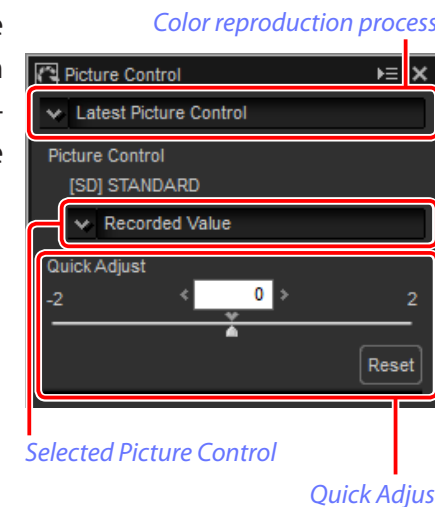 Color reproduction process
Picture Control
Latest Picture Control
Picture Control
[SD] STANDARD
Recorded Value
Quick Adjust
-2 0 2
Reset
Selected Picture Control
Quick Adjus